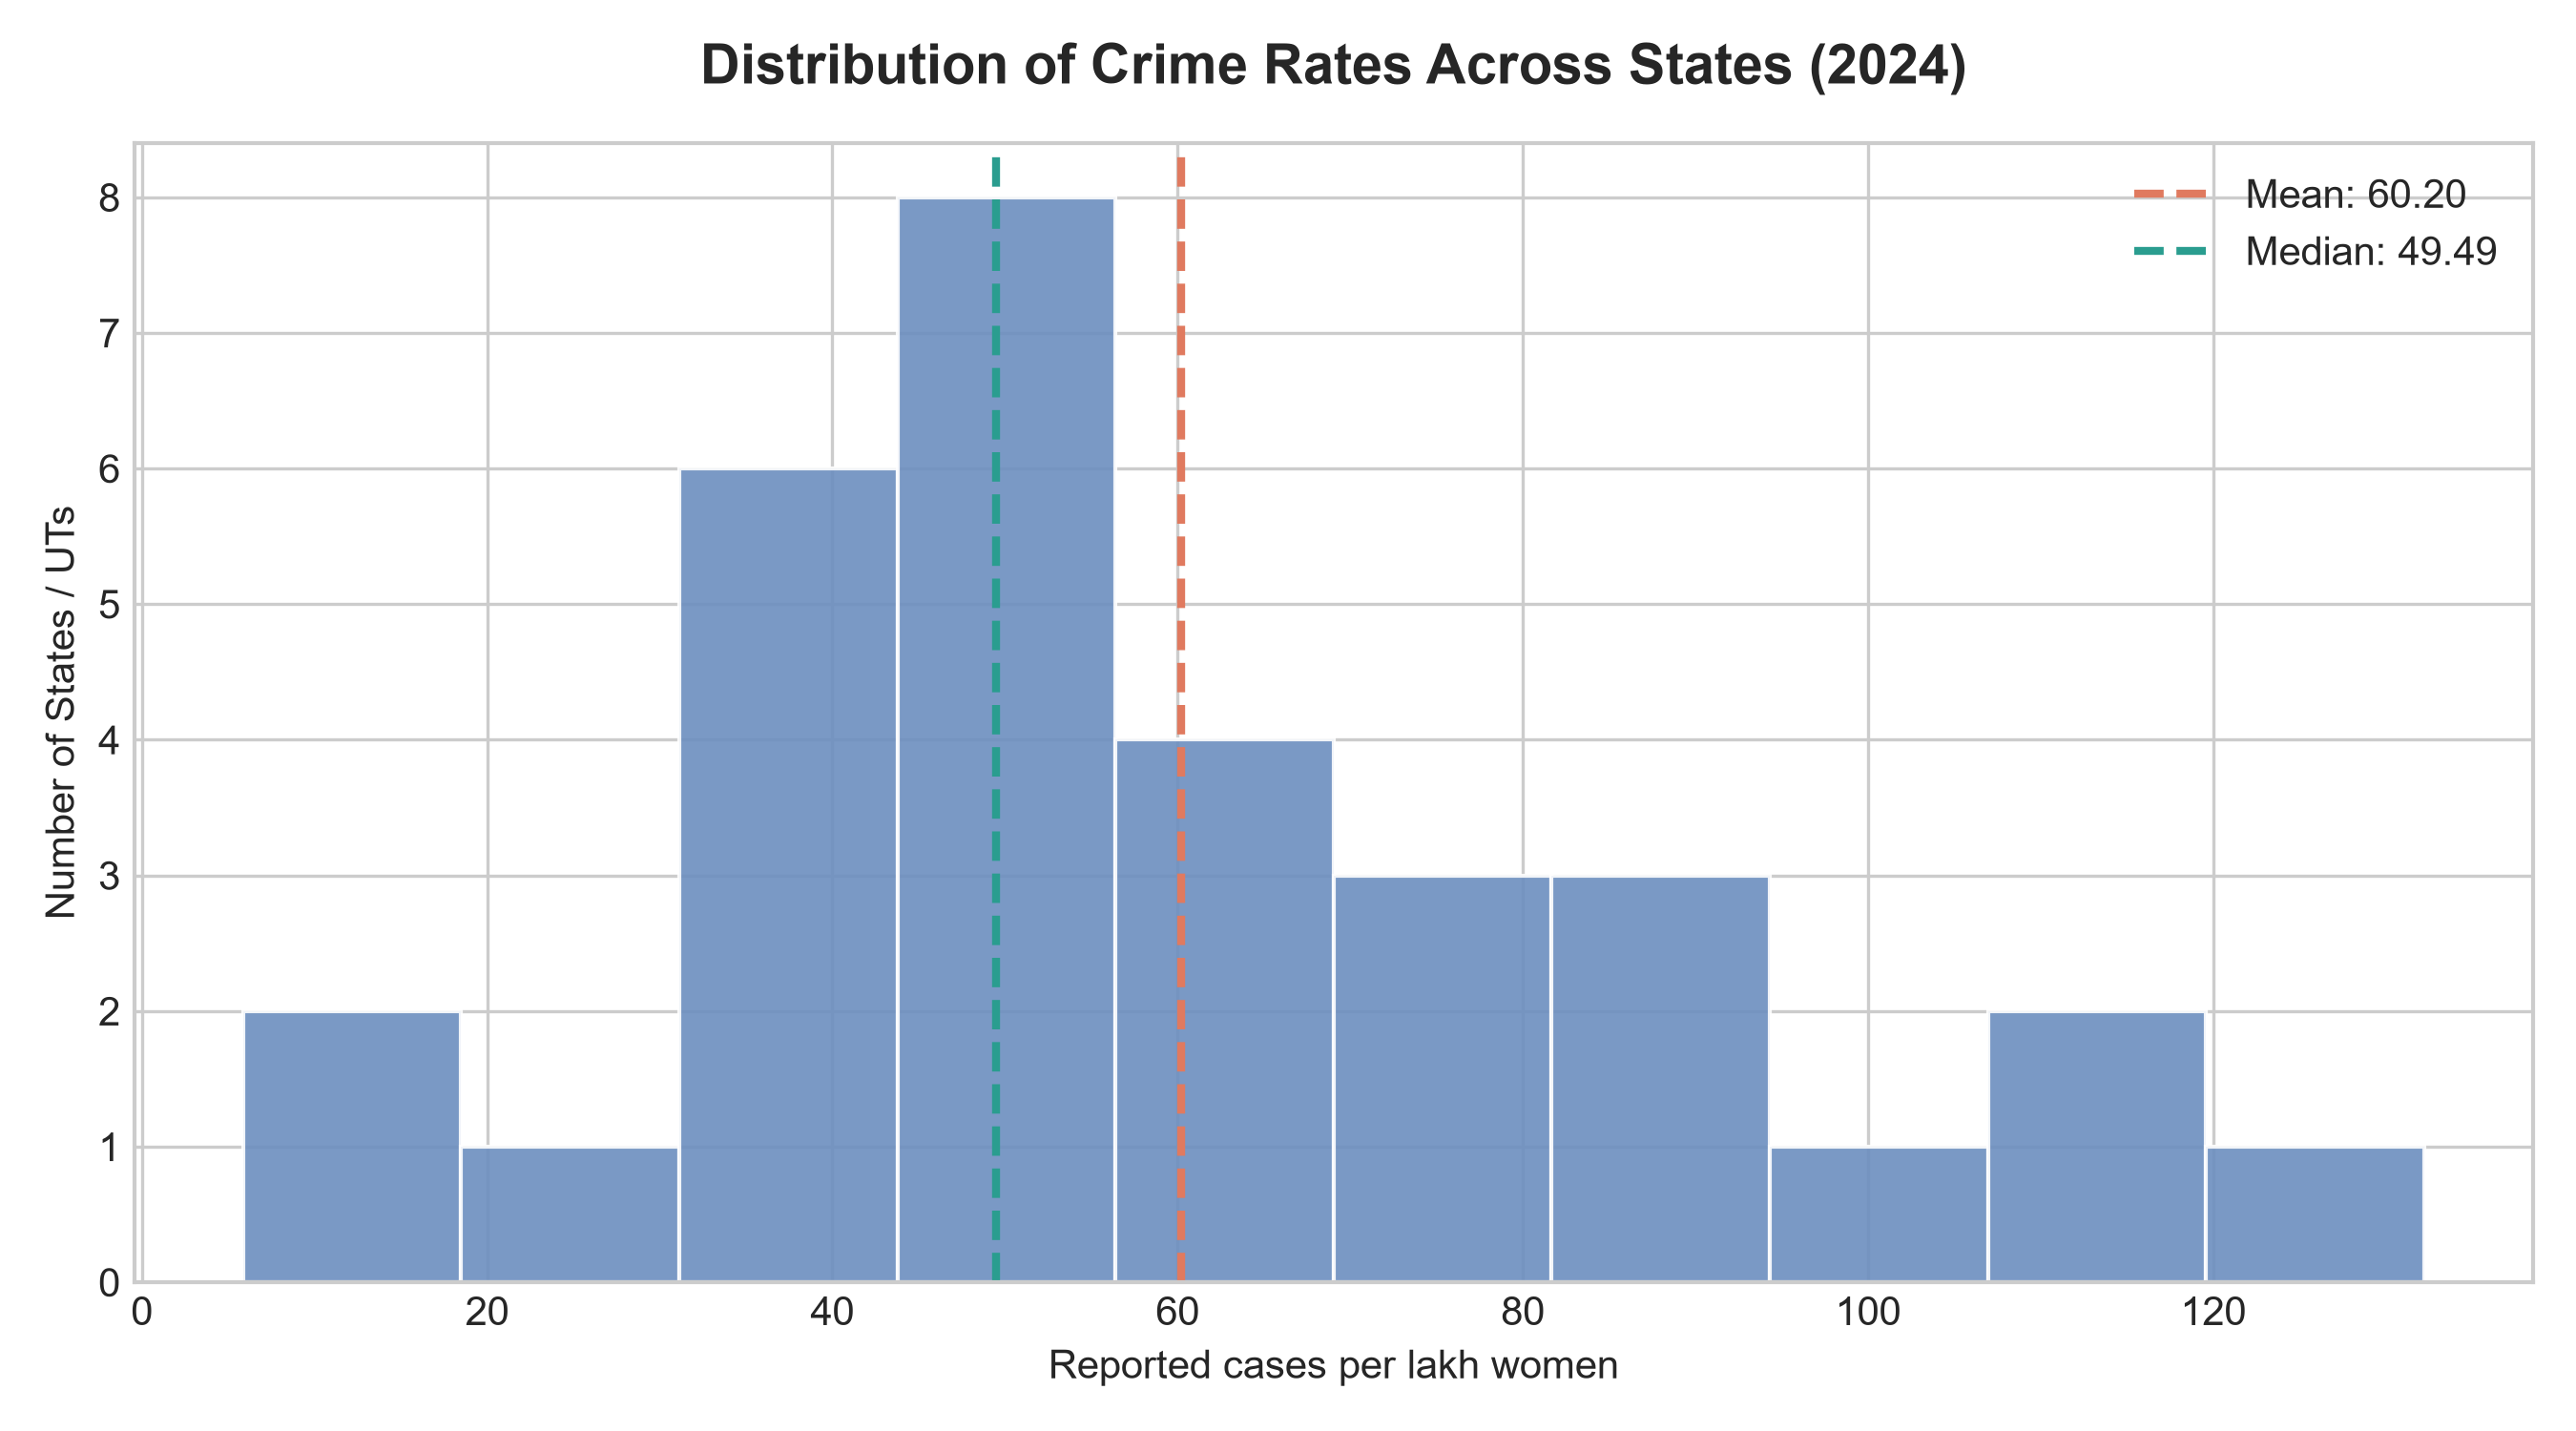 Distribution of Crime Rates Across States (2024)
Mean: 60.20
Median: 49.49
Number of States / UTs
8
7
6
5
4
3
2
1
0
0 20 40 60 80 100 120
Reported cases per lakh women